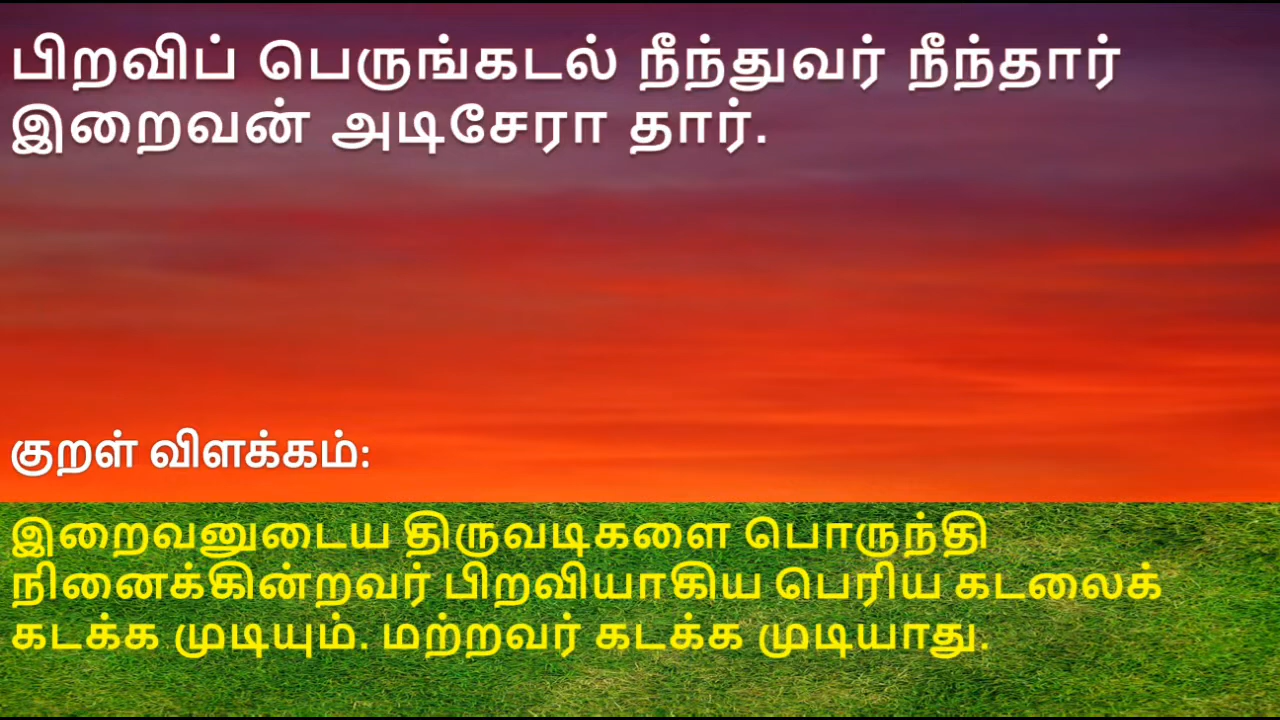 பிறவிப் பெருங்கடல் நீந்துவர் நீந்தார்
இறைவன் அடிசேரா தார்.
குறள் விளக்கம்:
இறைவனுடைய திருவடிகளை பொருந்தி
நினைக்கின்றவர் பிறவியாகிய பெரிய கடலைக்
கடக்க முடியும். மற்றவர் கடக்க முடியாது.